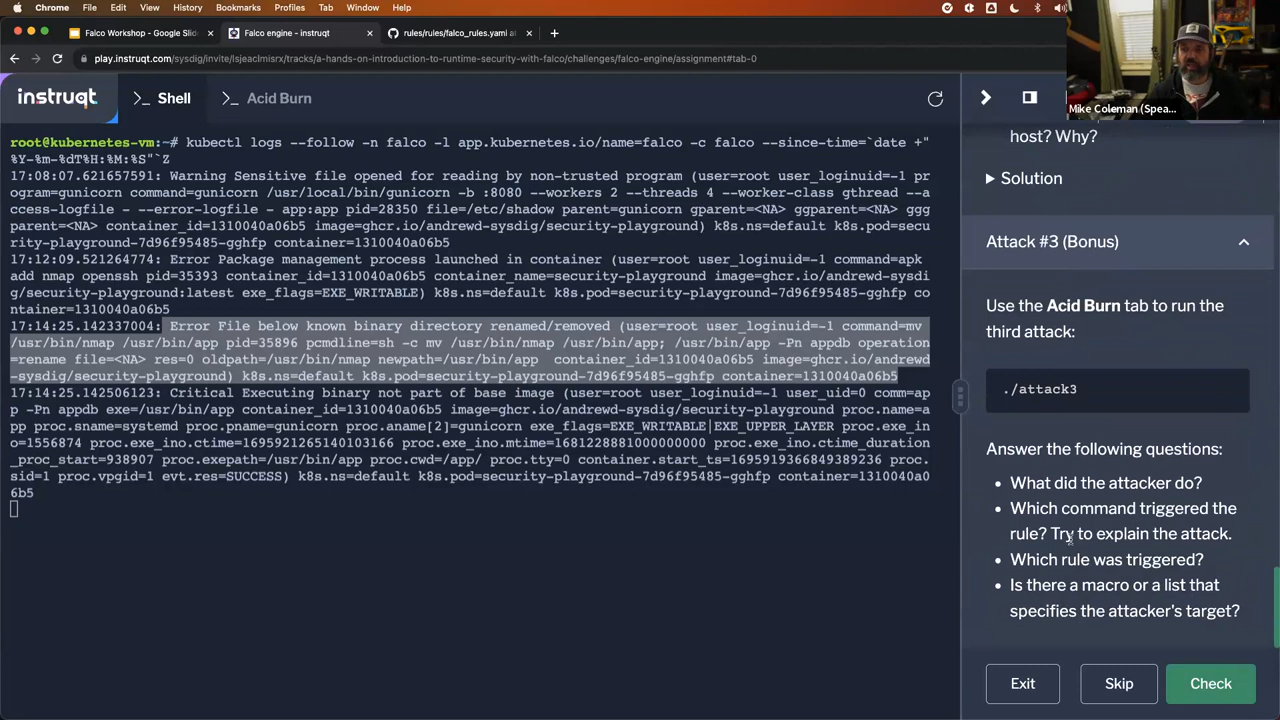 Chrome File Edit View History Bookmarks Profiles Tab Window Help
Falco Workshop - Google Slid
Falco engine - instruqt
rules/rules/falco_rules.yaml at
play.instruqt.com/sysdig/invite/lsjeaclmisrx/tracks/a-hands-on-introduction-to-runtime-security-with-falco/challenges/falco-engine/assignment#tab-0
Mike Coleman (Spea...
instruqt
>_ Shell
>_ Acid Burn
root@kubernetes-vm:~# kubectl logs --follow -n falco -l app.kubernetes.io/name=falco -c falco --since-time=`date +"
%Y-%m-%dT%H:%M:%S"`Z
17:08:07.621657591: Warning Sensitive file opened for reading by non-trusted program (user=root user_loginuid=-1 pr
ogram=gunicorn command=gunicorn /usr/local/bin/gunicorn -b :8080 --workers 2 --threads 4 --worker-class gthread --a
ccess-logfile - --error-logfile - app:app pid=28350 file=/etc/shadow parent=gunicorn gparent=<NA> ggparent=<NA> ggg
parent=<NA> container_id=1310040a06b5 image=ghcr.io/andrewd-sysdig/security-playground) k8s.ns=default k8s.pod=secu
rity-playground-7d96f95485-gghfp container=1310040a06b5
17:12:09.521264774: Error Package management process launched in container (user=root user_loginuid=-1 command=apk
add nmap openssh pid=35393 container_id=1310040a06b5 container_name=security-playground image=ghcr.io/andrewd-sysdi
g/security-playground:latest exe_flags=EXE_WRITABLE) k8s.ns=default k8s.pod=security-playground-7d96f95485-gghfp co
ntainer=1310040a06b5
17:14:25.142337004: Error File below known binary directory renamed/removed (user=root user_loginuid=-1 command=mv
/usr/bin/nmap /usr/bin/app pid=35896 pcmdline=sh -c mv /usr/bin/nmap /usr/bin/app; /usr/bin/app -Pn appdb operation
=rename file=<NA> res=0 oldpath=/usr/bin/nmap newpath=/usr/bin/app container_id=1310040a06b5 image=ghcr.io/andrewd
-sysdig/security-playground) k8s.ns=default k8s.pod=security-playground-7d96f95485-gghfp container=1310040a06b5
17:14:25.142506123: Critical Executing binary not part of base image (user=root user_loginuid=-1 user_uid=0 comm=ap
p -Pn appdb exe=/usr/bin/app container_id=1310040a06b5 image=ghcr.io/andrewd-sysdig/security-playground proc.name=a
pp proc.sname=systemd proc.pname=gunicorn proc.aname[2]=gunicorn exe_flags=EXE_WRITABLE|EXE_UPPER_LAYER proc.exe_in
o=1556874 proc.exe_ino.ctime=1695919265140103166 proc.exe_ino.mtime=1681228881000000000 proc.exe_ino.ctime_duration
_proc_start=938907 proc.exepath=/usr/bin/app proc.cwd=/app/ proc.tty=0 container.start_ts=1695919366849389236 proc.
sid=1 proc.vpgid=1 evt.res=SUCCESS) k8s.ns=default k8s.pod=security-playground-7d96f95485-gghfp container=1310040a0
6b5
host? Why?
Solution
Attack #3 (Bonus)
Use the Acid Burn tab to run the
third attack:
./attack3
Answer the following questions:
• What did the attacker do?
• Which command triggered the
rule? Try to explain the attack.
• Which rule was triggered?
• Is there a macro or a list that
specifies the attacker's target?
Exit
Skip
Check